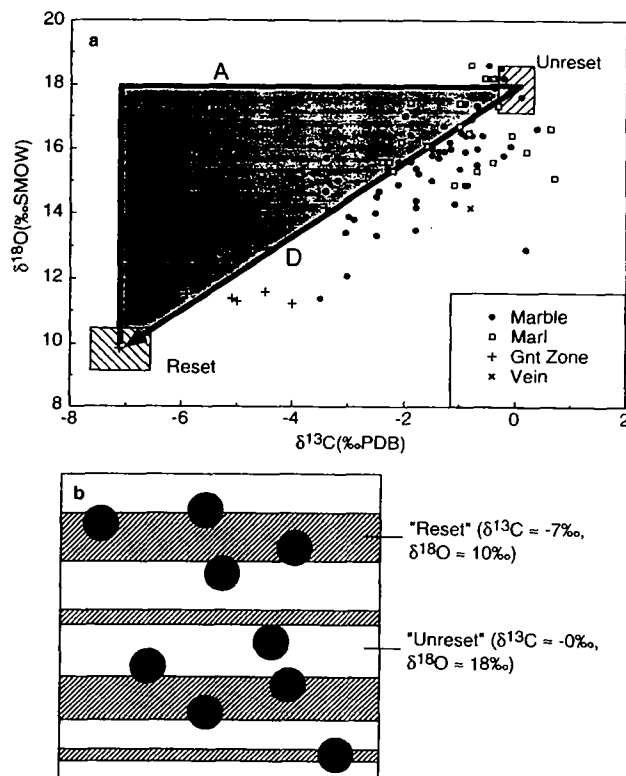 a
A
Unreset
D
Reset
20
18
16
14
12
10
8
δ18O(‰SMOW)
-8
-6
-4
-2
0
2
δ13C(‰PDB)
• Marble
□ Marl
+ Gnt Zone
× Vein
b
"Reset" (δ13C = -7‰,
δ18O = 10‰)
"Unreset" (δ13C = -0‰,
δ18O = 18‰)